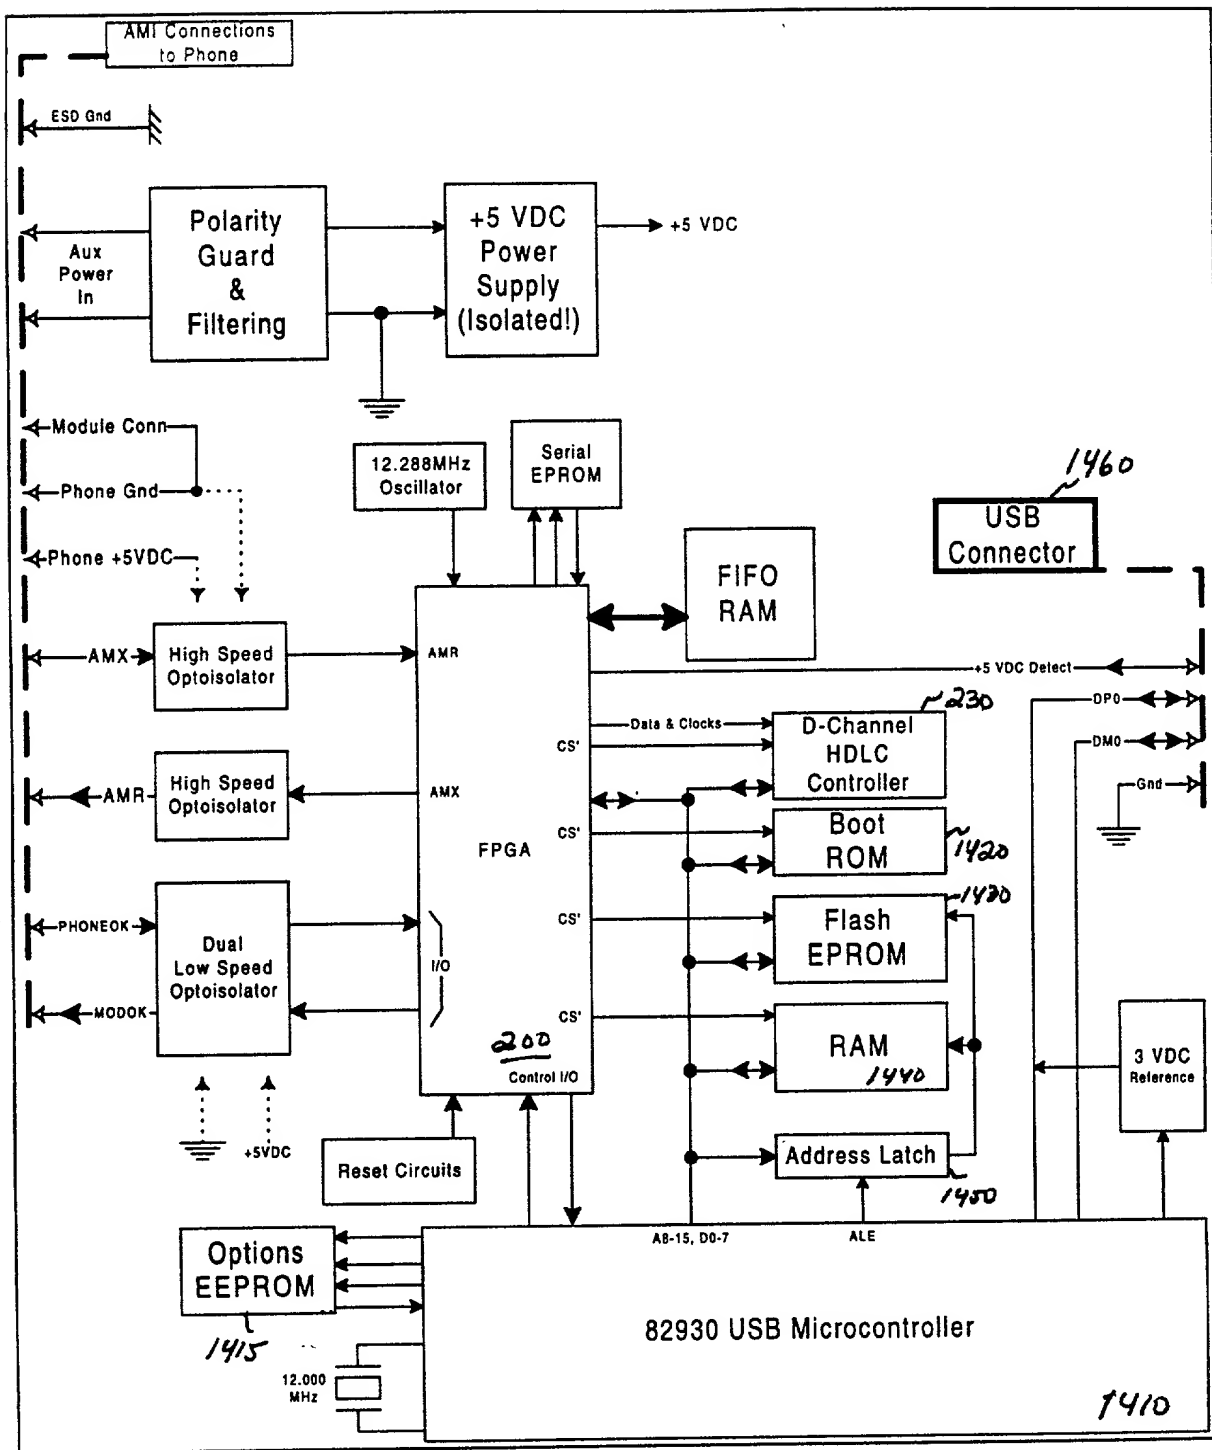 AMI Connections
to Phone
ESD Gnd
Polarity
Guard
&
Filtering
+5 VDC
Power
Supply
(Isolated!)
+5 VDC
Aux
Power
In
Module Conn
Phone Gnd
Phone +5VDC
12.288MHz
Oscillator
Serial
EPROM
FIFO
RAM
1460
USB
Connector
AMX
High Speed
Optoisolator
AMR
+5 VDC Detect
DP0
DM0
Gnd
Data & Clocks
CS'
230
D-Channel
HDLC
Controller
AMR
High Speed
Optoisolator
AMX
FPGA
CS'
Boot
ROM
1420
PHONEOK
MODOK
Dual
Low Speed
Optoisolator
I/O
CS'
Flash
EPROM
1430
CS'
RAM
1440
200
Control I/O
3 VDC
Reference
+5VDC
Reset Circuits
Address Latch
1450
A8-15, D0-7
ALE
Options
EEPROM
1415
12.000
MHz
82930 USB Microcontroller
1410